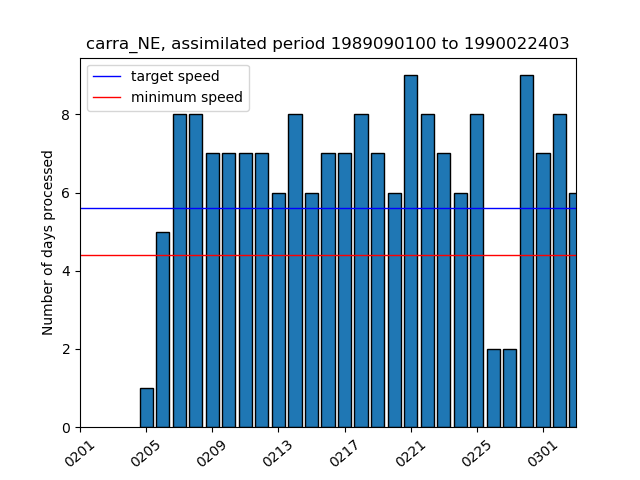 carra_NE, assimilated period 1989090100 to 1990022403
target speed
minimum speed
Number of days processed
8
6
4
2
0
0201 0205 0209 0213 0217 0221 0225 0301